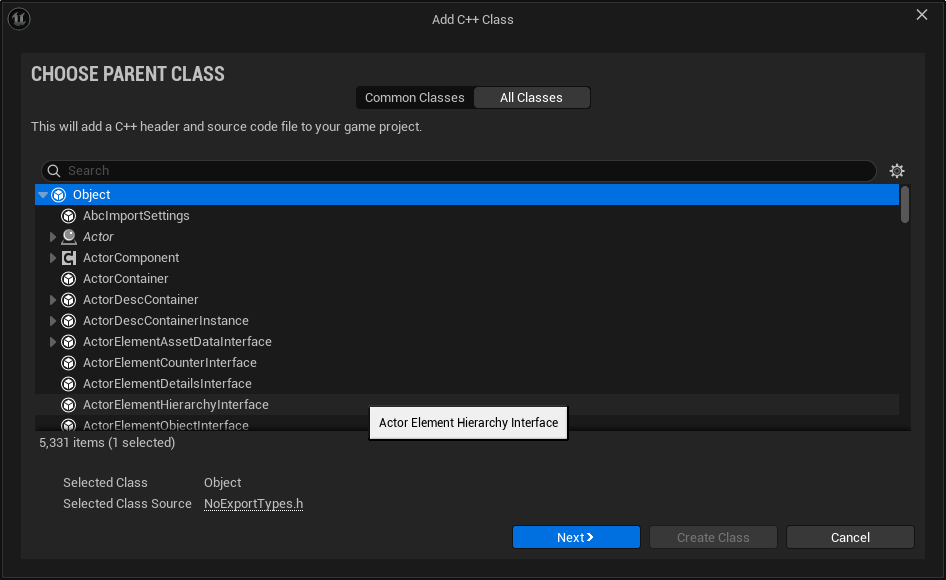 Add C++ Class
CHOOSE PARENT CLASS
Common Classes All Classes
This will add a C++ header and source code file to your game project.
Search
Object
AbcImportSettings
Actor
ActorComponent
ActorContainer
ActorDescContainer
ActorDescContainerInstance
ActorElementAssetDataInterface
ActorElementCounterInterface
ActorElementDetailsInterface
ActorElementHierarchyInterface
Actor Element Hierarchy Interface
ActorElementObjectInterface
5,331 items (1 selected)
Selected Class Object
Selected Class Source NoExportTypes.h
Next Create Class Cancel